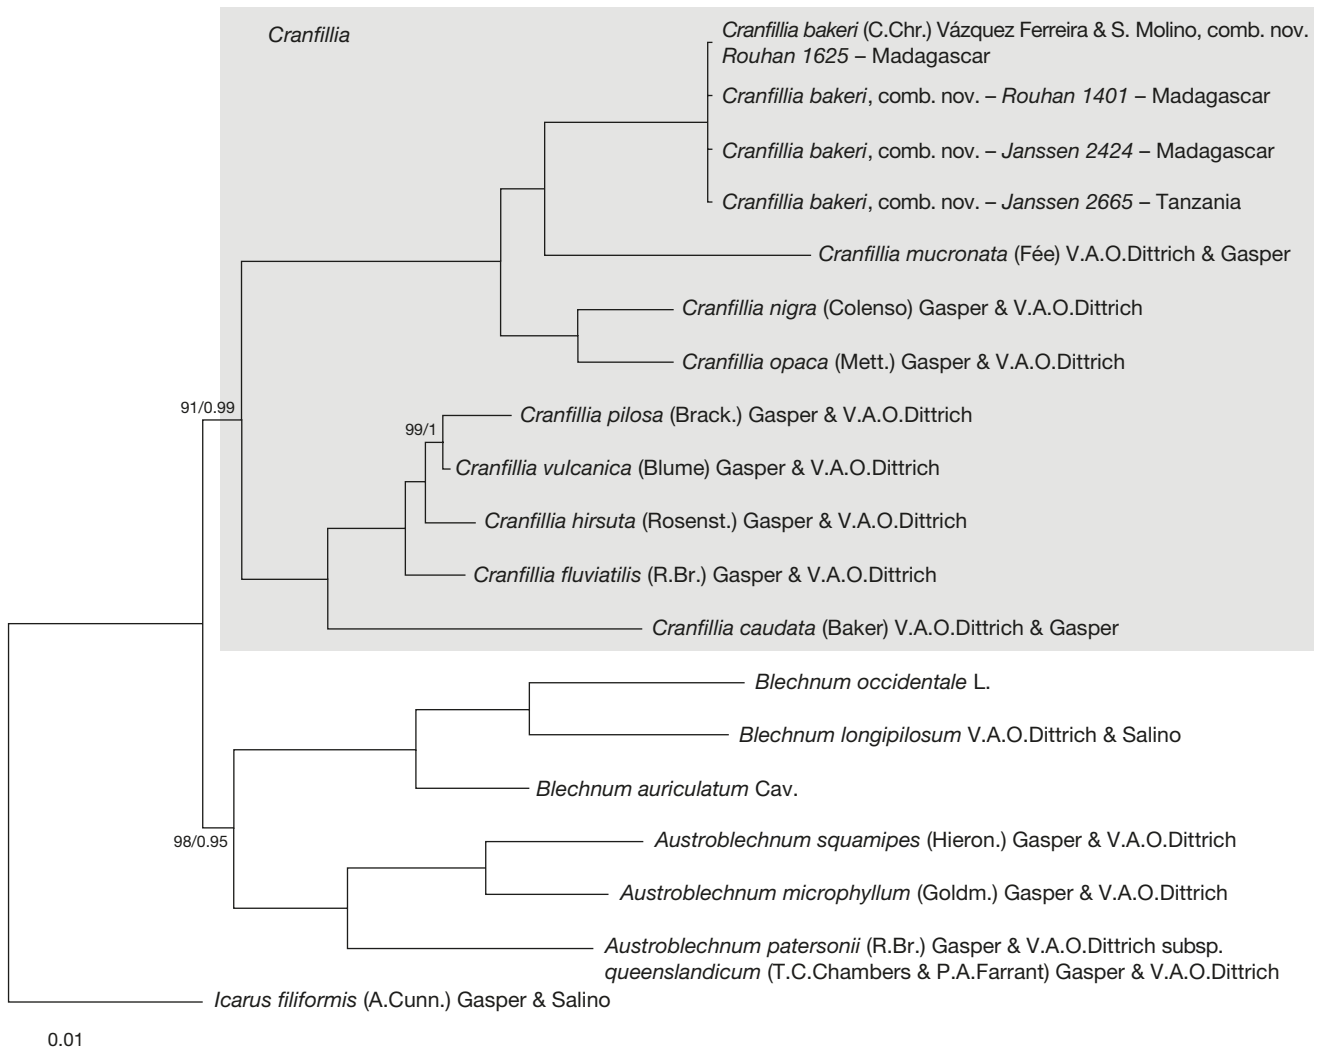 Cranfillia
Cranfillia bakeri (C.Chr.) Vázquez Ferreira & S. Molino, comb. nov.
Rouhan 1625 – Madagascar
Cranfillia bakeri, comb. nov. – Rouhan 1401 – Madagascar
Cranfillia bakeri, comb. nov. – Janssen 2424 – Madagascar
Cranfillia bakeri, comb. nov. – Janssen 2665 – Tanzania
Cranfillia mucronata (Fée) V.A.O.Dittrich & Gasper
Cranfillia nigra (Colenso) Gasper & V.A.O.Dittrich
Cranfillia opaca (Mett.) Gasper & V.A.O.Dittrich
91/0.99
Cranfillia pilosa (Brack.) Gasper & V.A.O.Dittrich
99/1
Cranfillia vulcanica (Blume) Gasper & V.A.O.Dittrich
Cranfillia hirsuta (Rosenst.) Gasper & V.A.O.Dittrich
Cranfillia fluviatilis (R.Br.) Gasper & V.A.O.Dittrich
Cranfillia caudata (Baker) V.A.O.Dittrich & Gasper
Blechnum occidentale L.
Blechnum longipilosum V.A.O.Dittrich & Salino
Blechnum auriculatum Cav.
98/0.95
Austroblechnum squamipes (Hieron.) Gasper & V.A.O.Dittrich
Austroblechnum microphyllum (Goldm.) Gasper & V.A.O.Dittrich
Austroblechnum patersonii (R.Br.) Gasper & V.A.O.Dittrich subsp.
queenslandicum (T.C.Chambers & P.A.Farrant) Gasper & V.A.O.Dittrich
Icarus filiformis (A.Cunn.) Gasper & Salino
0.01